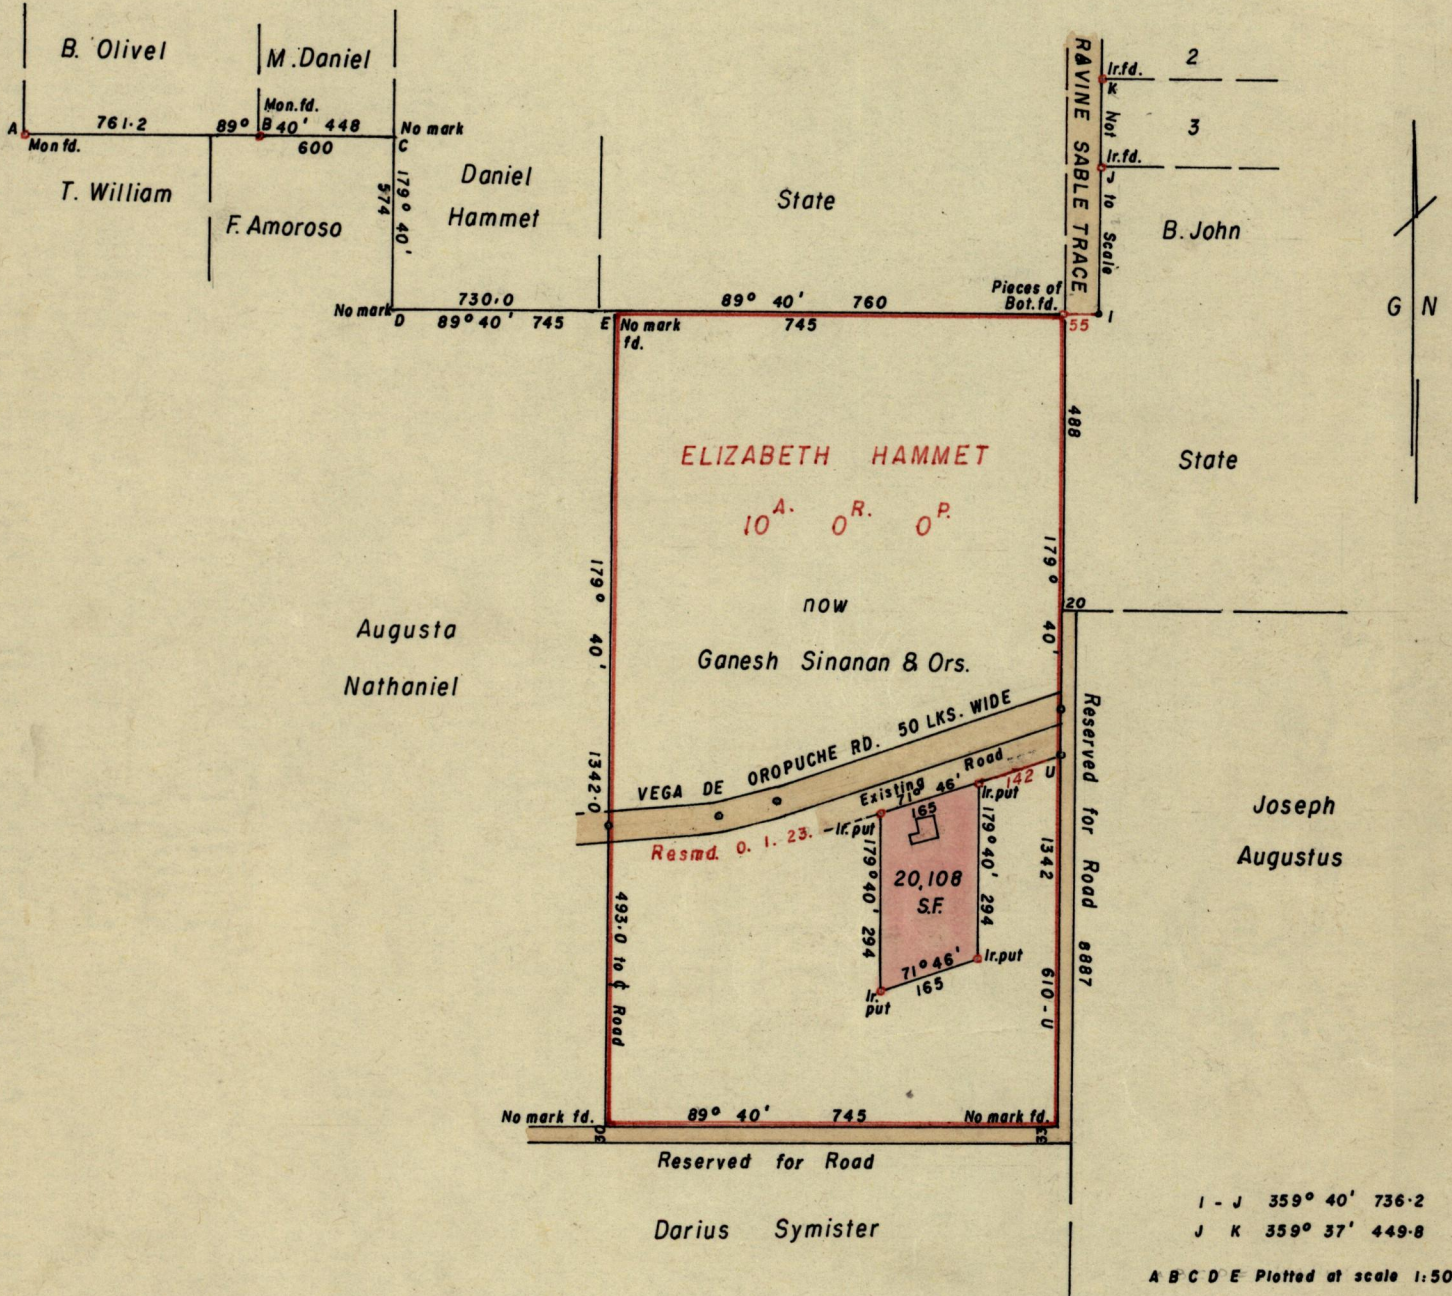 B. Olivel
M. Daniel
Mon. fd.
A
761.2
89° B 40' 448
No mark
Mon fd.
600
C
T. William
F. Amoroso
179° 40'
574
Daniel
Hammet
State
RAVINE SABLE TRACE
Ir. fd.
K
2
Not to Scale
3
Ir. fd.
J
B. John
G N
No mark
D
730.0
89° 40' 745
E
No mark
fd.
89° 40' 760
745
Pieces of
Bot. fd.
55
I
488
State
ELIZABETH HAMMET
10 A. 0 R. 0 P.
now
Ganesh Sinanan & Ors.
Augusta
Nathaniel
179° 40'
1342.0
179° 40'
20
Reserved for Road 8887
VEGA DE OROPUCHE RD. 50 LKS. WIDE
Existing Road
71° 46'
165
142
U
Ir. put
Ir. put
Resmd. 0. 1. 23.
179° 40' 294
179° 40' 294
20,108
S.F.
1342
Joseph
Augustus
493.0 to ₵ Road
71° 46'
165
Ir. put
Ir.
put
610 - U
No mark fd.
89° 40' 745
No mark fd.
Reserved for Road
Darius Symister
I - J 359° 40' 736.2
J K 359° 37' 449.8
A B C D E Plotted at scale 1:50